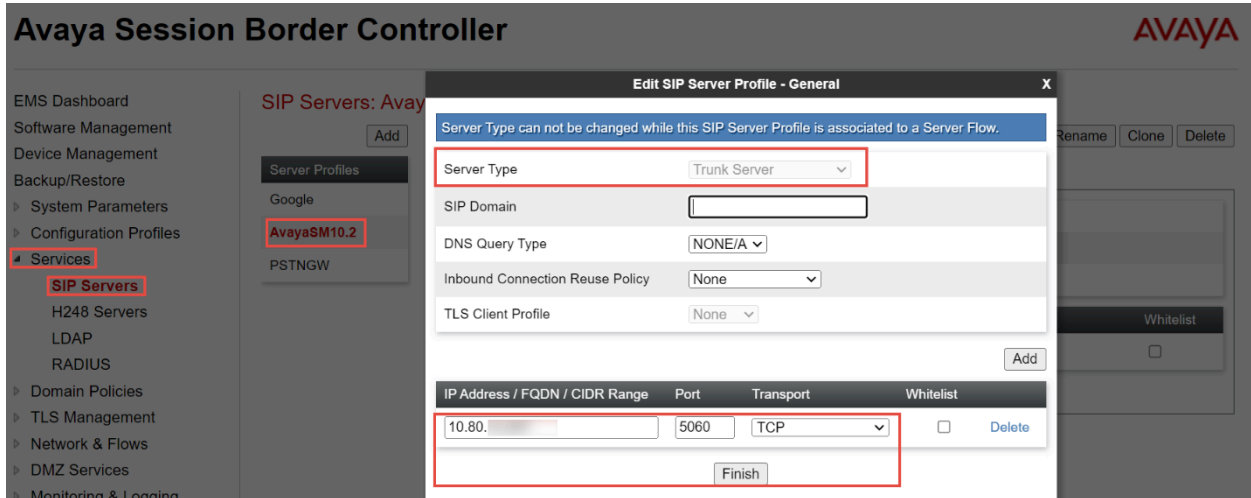 Avaya Session Border Controller
AVAYA
EMS Dashboard
Software Management
Device Management
Backup/Restore
System Parameters
Configuration Profiles
Services
SIP Servers
H248 Servers
LDAP
RADIUS
Domain Policies
TLS Management
Network & Flows
DMZ Services
Monitoring & Logging
SIP Servers: Avay
Add
Server Profiles
Google
AvayaSM10.2
PSTNGW
Rename Clone Delete
Whitelist
Edit SIP Server Profile - General X
Server Type can not be changed while this SIP Server Profile is associated to a Server Flow.
Server Type Trunk Server
SIP Domain
DNS Query Type NONE/A
Inbound Connection Reuse Policy None
TLS Client Profile None
Add
IP Address / FQDN / CIDR Range Port Transport Whitelist
10.80. 5060 TCP Delete
Finish